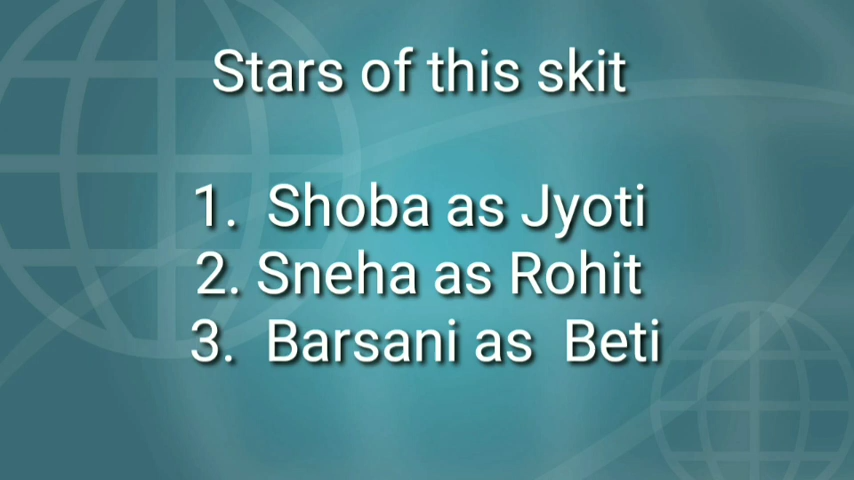 Stars of this skit
1. Shoba as Jyoti
2. Sneha as Rohit
3. Barsani as Beti